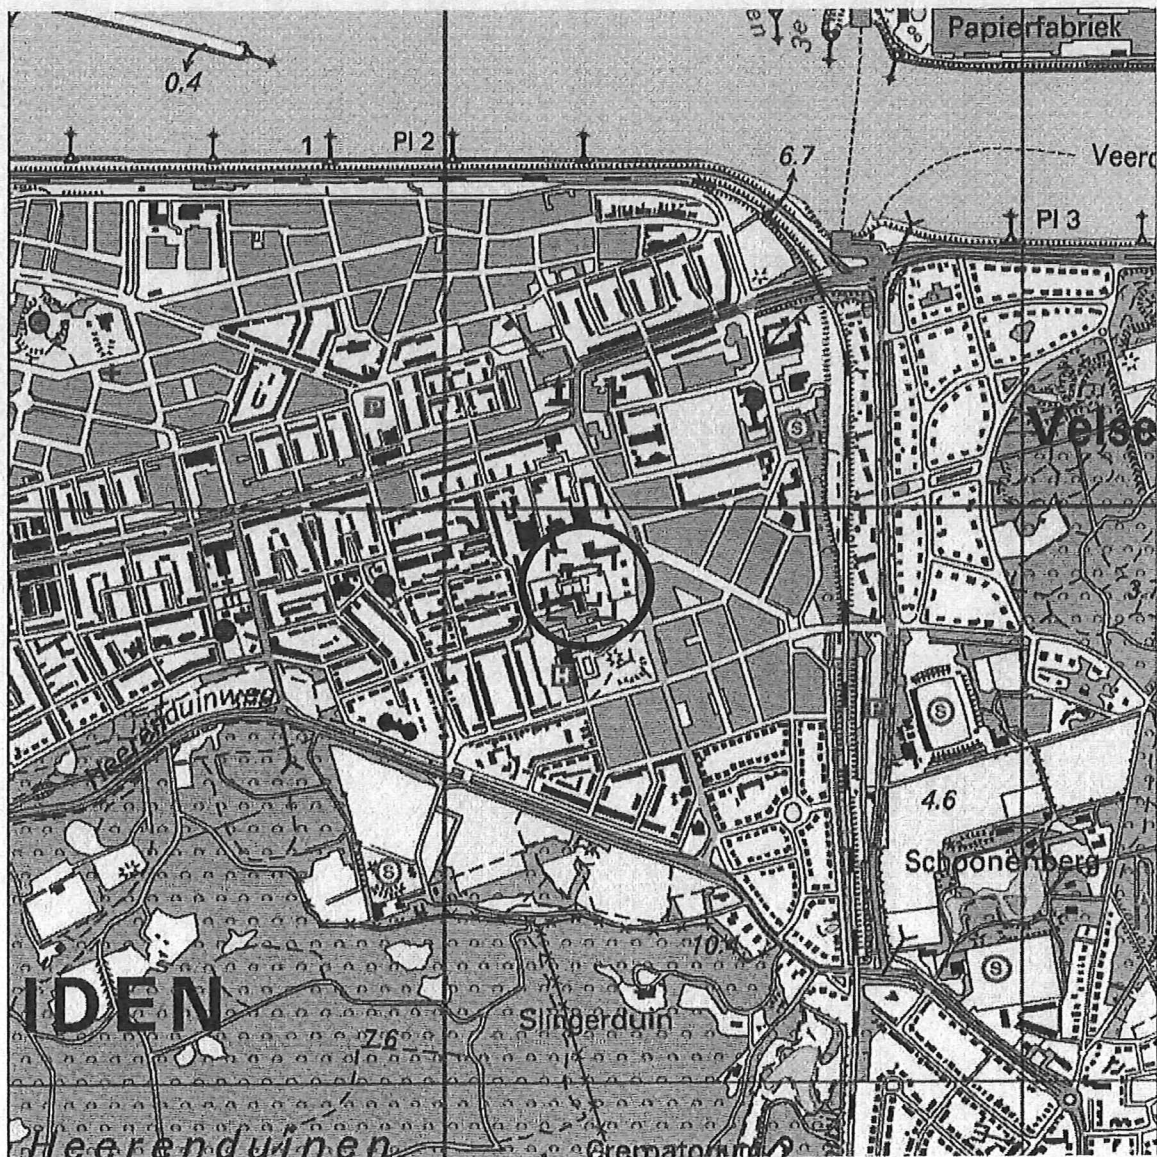 Papierfabriek
3e
0.4
1
Pl 2
6.7
Veerd
Pl 3
P
S
Velse
H
Heerenduinweg
S
4.6
S
Schoonenberg
10.4
S
IDEN
Slingerduin
7.6
Heerenduinen
Crematorium